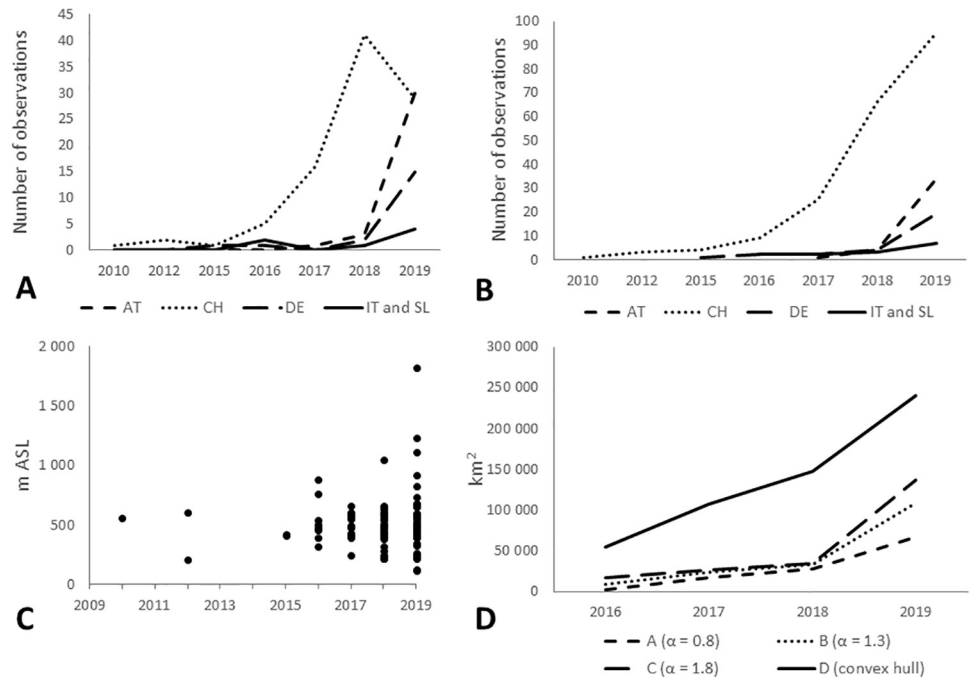 Number of observations
45
40
35
30
25
20
15
10
5
0
2010 2012 2015 2016 2017 2018 2019
A
AT CH DE IT and SL
Number of observations
100
90
80
70
60
50
40
30
20
10
0
2010 2012 2015 2016 2017 2018 2019
B
AT CH DE IT and SL
m ASL
2 000
1 500
1 000
500
0
2009 2011 2013 2015 2017 2019
C
km²
300 000
250 000
200 000
150 000
100 000
50 000
0
2016 2017 2018 2019
D
A (α = 0.8) B (α = 1.3)
C (α = 1.8) D (convex hull)